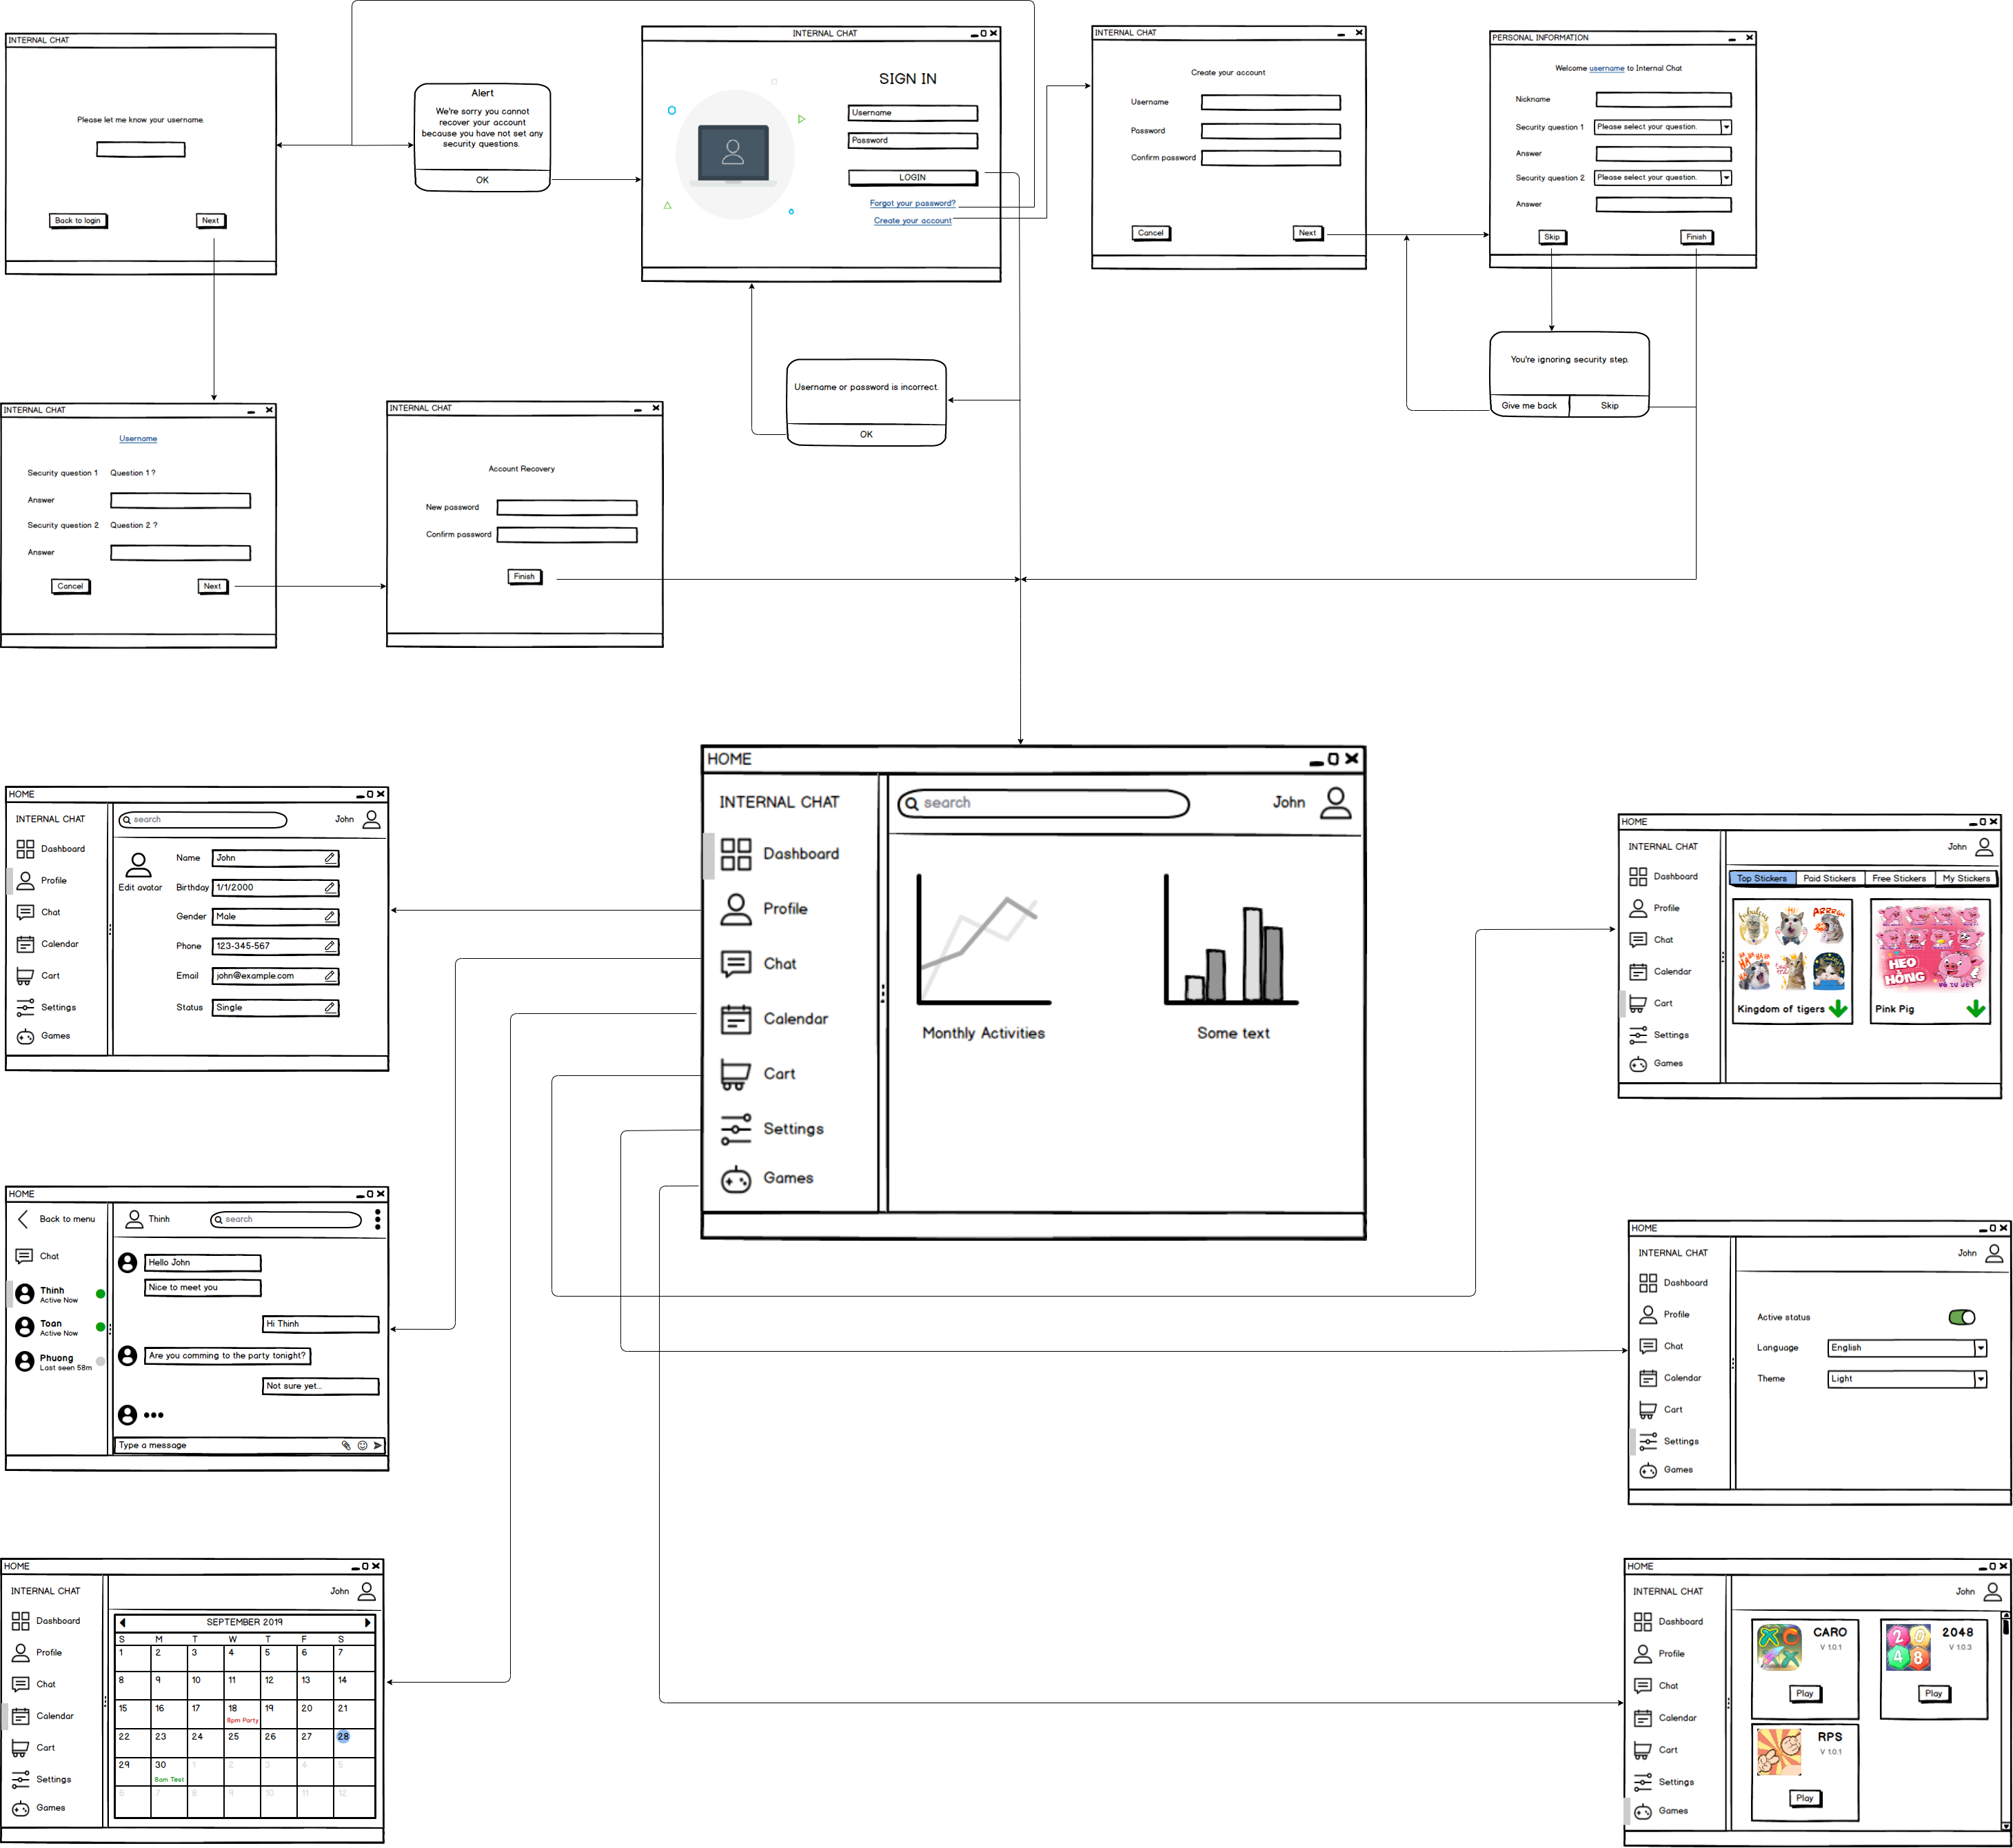 INTERNAL CHAT
Please let me know your username.
Back to login
Next
Alert
We're sorry you cannot
recover your account
because you have not set any
security questions.
OK
INTERNAL CHAT
SIGN IN
Username
Password
LOGIN
Forgot your password?
Create your account
INTERNAL CHAT
Create your account
Username
Password
Confirm password
Cancel
Next
PERSONAL INFORMATION
Welcome username to Internal Chat
Nickname
Security question 1 Please select your question.
Answer
Security question 2 Please select your question.
Answer
Skip
Finish
You're ignoring security step.
Give me back
Skip
Username or password is incorrect.
OK
INTERNAL CHAT
Username
Security question 1 Question 1 ?
Answer
Security question 2 Question 2 ?
Answer
Cancel
Next
INTERNAL CHAT
Account Recovery
New password
Confirm password
Finish
HOME
INTERNAL CHAT
search
John
Dashboard
Profile
Chat
Calendar
Cart
Settings
Games
Monthly Activities
Some text
HOME
INTERNAL CHAT
Dashboard
Profile
Chat
Calendar
Cart
Settings
Games
search
John
Edit avatar
Name John
Birthday 1/1/2000
Gender Male
Phone 123-345-567
Email john@example.com
Status Single
HOME
INTERNAL CHAT
Dashboard
Profile
Chat
Calendar
Cart
Settings
Games
John
Top Stickers Paid Stickers Free Stickers My Stickers
fabulous
Hi
ARRRGH
HA HA HA HA
Kingdom of tigers
HEO
HỒNG
Pink Pig
HOME
Back to menu
Chat
Thinh
Active Now
Toan
Active Now
Phuong
Last seen 58m
Thinh
search
Hello John
Nice to meet you
Hi Thinh
Are you comming to the party tonight?
Not sure yet...
Type a message
HOME
INTERNAL CHAT
Dashboard
Profile
Chat
Calendar
Cart
Settings
Games
John
Active status
Language English
Theme Light
HOME
INTERNAL CHAT
Dashboard
Profile
Chat
Calendar
Cart
Settings
Games
John
SEPTEMBER 2019
S M T W T F S
1 2 3 4 5 6 7
8 9 10 11 12 13 14
15 16 17 18 19 20 21
8pm Party
22 23 24 25 26 27 28
29 30 1 2 3 4 5
8am Test
6 7 8 9 10 11 12
HOME
INTERNAL CHAT
Dashboard
Profile
Chat
Calendar
Cart
Settings
Games
John
CARO
V 1.0.1
Play
2 0
4 8
2048
V 1.0.3
Play
RPS
V 1.0.1
Play